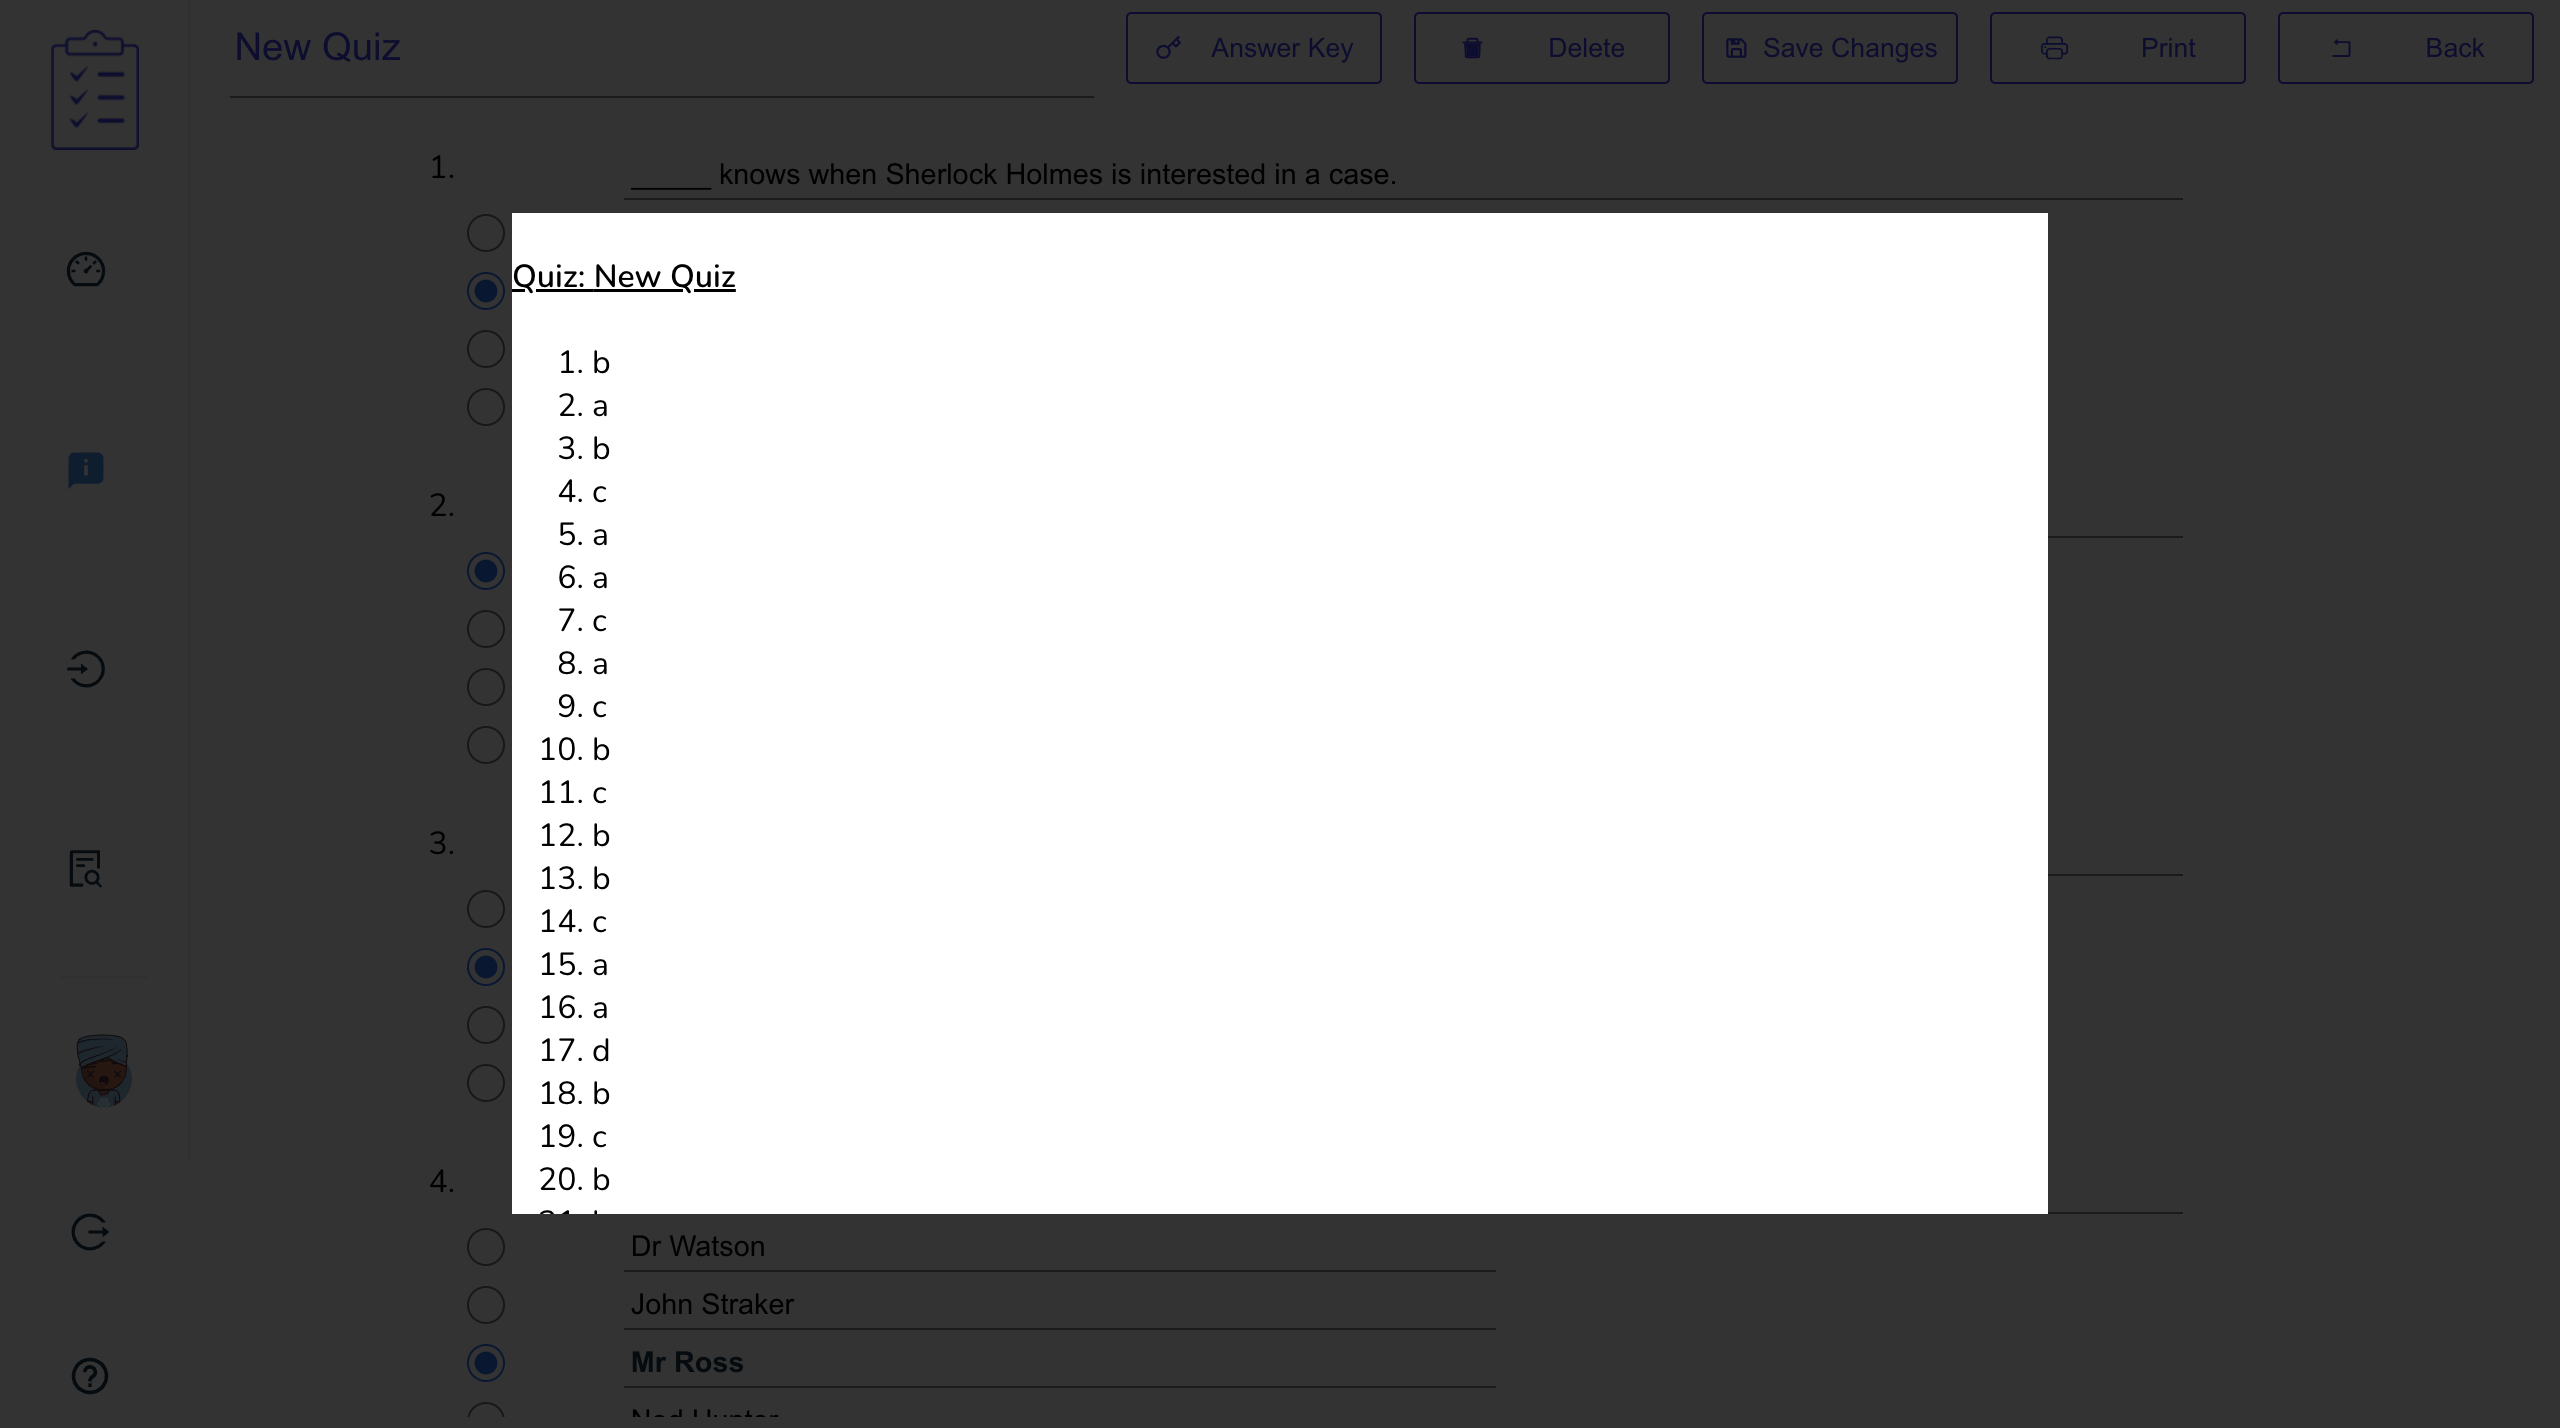 New Quiz
Answer Key
Delete
Save Changes
Print
Back
1.
_____ knows when Sherlock Holmes is interested in a case.
Quiz: New Quiz
1. b
2. a
3. b
4. c
5. a
6. a
7. c
8. a
9. c
10. b
11. c
12. b
13. b
14. c
15. a
16. a
17. d
18. b
19. c
20. b
2.
3.
4.
Dr Watson
John Straker
Mr Ross